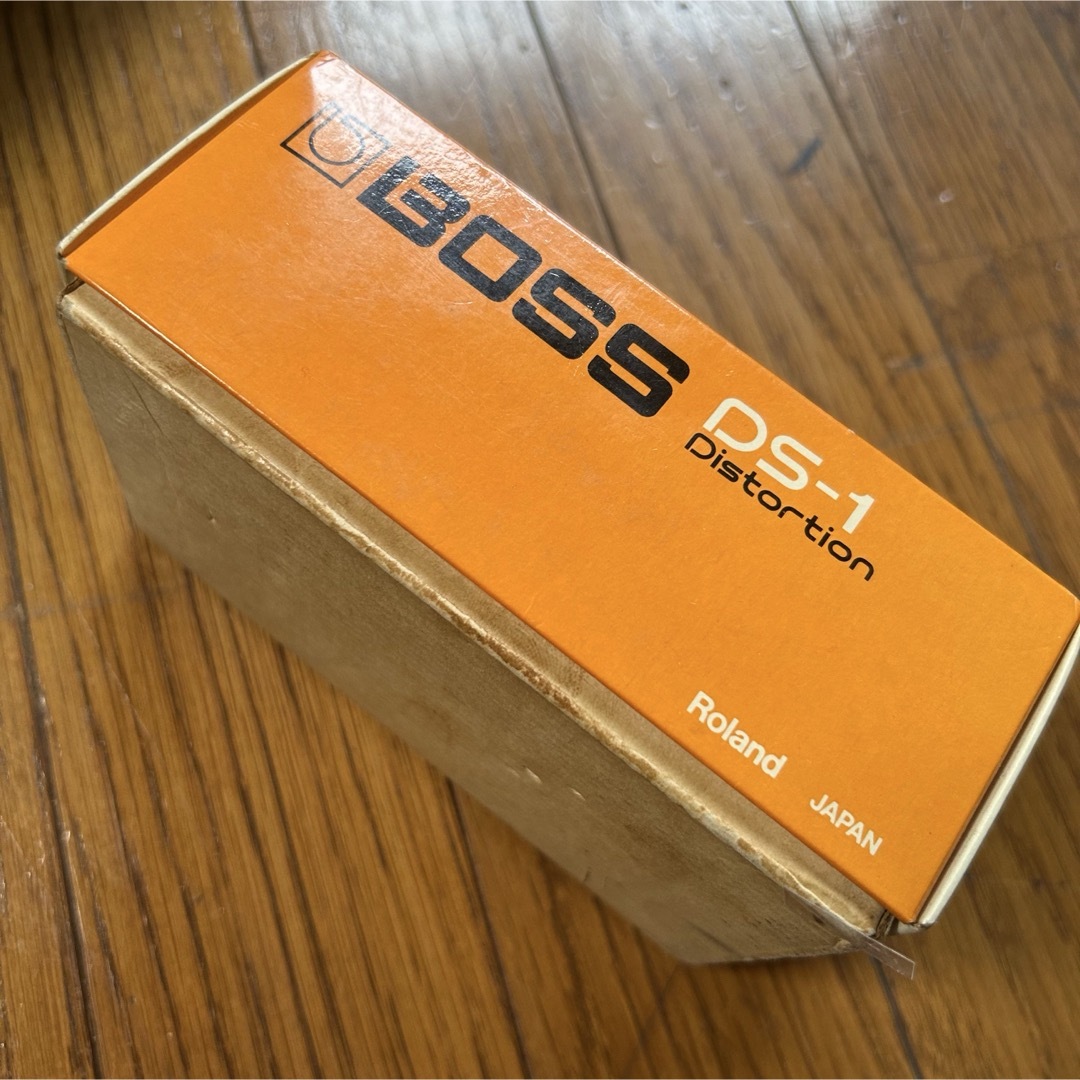 BOSS
DS-1
Distortion
Roland
JAPAN